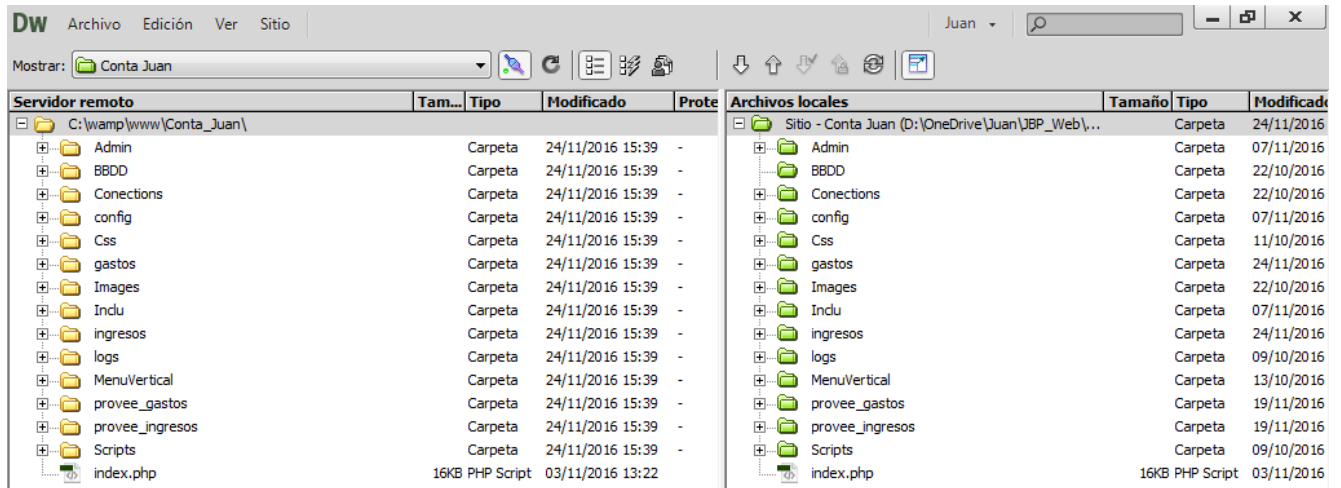 Dw Archivo Edición Ver Sitio Juan
Mostrar: Conta Juan
Servidor remoto Tam... Tipo Modificado Prote Archivos locales Tamaño Tipo Modificado
C:\wamp\www\Conta_Juan\ Sitio - Conta Juan (D:\OneDrive\Juan\JBP_Web\... Carpeta 24/11/2016
Admin Carpeta 24/11/2016 15:39 - Admin Carpeta 07/11/2016
BBDD Carpeta 24/11/2016 15:39 - BBDD Carpeta 22/10/2016
Conections Carpeta 24/11/2016 15:39 - Conections Carpeta 22/10/2016
config Carpeta 24/11/2016 15:39 - config Carpeta 07/11/2016
Css Carpeta 24/11/2016 15:39 - Css Carpeta 11/10/2016
gastos Carpeta 24/11/2016 15:39 - gastos Carpeta 24/11/2016
Images Carpeta 24/11/2016 15:39 - Images Carpeta 22/10/2016
Inclu Carpeta 24/11/2016 15:39 - Inclu Carpeta 07/11/2016
ingresos Carpeta 24/11/2016 15:39 - ingresos Carpeta 24/11/2016
logs Carpeta 24/11/2016 15:39 - logs Carpeta 09/10/2016
MenuVertical Carpeta 24/11/2016 15:39 - MenuVertical Carpeta 13/10/2016
provee_gastos Carpeta 24/11/2016 15:39 - provee_gastos Carpeta 19/11/2016
provee_ingresos Carpeta 24/11/2016 15:39 - provee_ingresos Carpeta 19/11/2016
Scripts Carpeta 24/11/2016 15:39 - Scripts Carpeta 09/10/2016
index.php 16KB PHP Script 03/11/2016 13:22 index.php 16KB PHP Script 03/11/2016